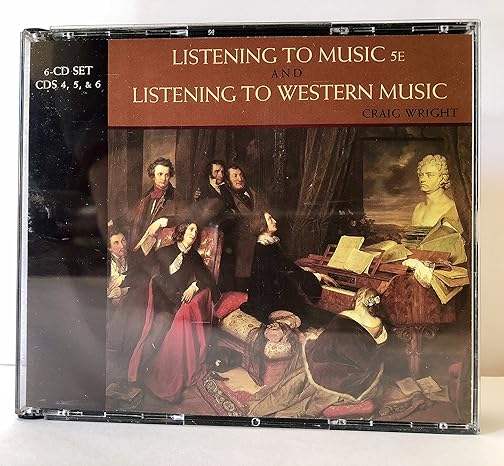 6-CD SET
CDS 4, 5, & 6
LISTENING TO MUSIC 5E
AND
LISTENING TO WESTERN MUSIC
CRAIG WRIGHT